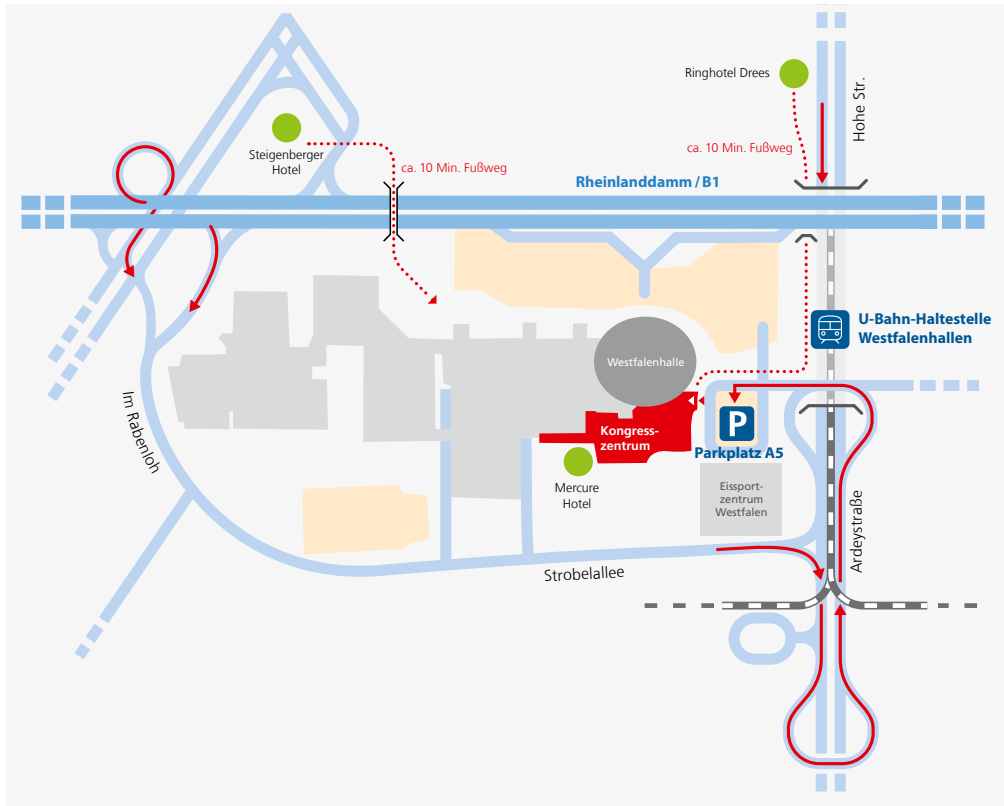 Ringhotel Drees
Hohe Str.
Steigenberger
Hotel
ca. 10 Min. Fußweg
ca. 10 Min. Fußweg
Rheinlanddamm / B1
U-Bahn-Haltestelle
Westfalenhallen
Westfalenhalle
Im Rabenloh
Kongress-
zentrum
P
Parkplatz A5
Mercure
Hotel
Eissport-
zentrum
Westfalen
Ardeystraße
Strobelallee